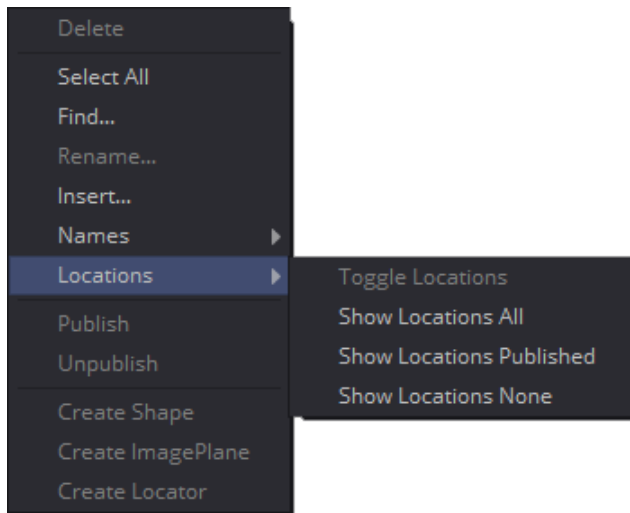 Delete
Select All
Find...
Rename...
Insert...
Names
Locations
Publish
Unpublish
Create Shape
Create ImagePlane
Create Locator
Toggle Locations
Show Locations All
Show Locations Published
Show Locations None